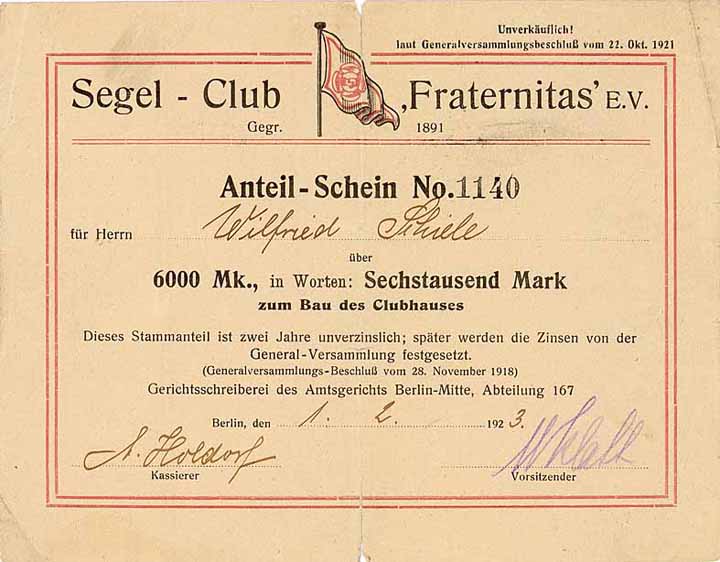 Unverkäuflich!
laut Generalversammlungsbeschluß vom 22. Okt. 1921
Segel - Club ‚Fraternitas’ E.V.
Gegr. 1891
Anteil-Schein No. 1140
für Herrn Wilfried Schiele
über
6000 Mk., in Worten: Sechstausend Mark
zum Bau des Clubhauses
Dieses Stammanteil ist zwei Jahre unverzinslich; später werden die Zinsen von der
General-Versammlung festgesetzt.
(Generalversammlungs-Beschluß vom 28. November 1918)
Gerichtsschreiberei des Amtsgerichts Berlin-Mitte, Abteilung 167
Berlin, den 1. 2. 1923.
A. Holdorf
Kassierer Vorsitzender